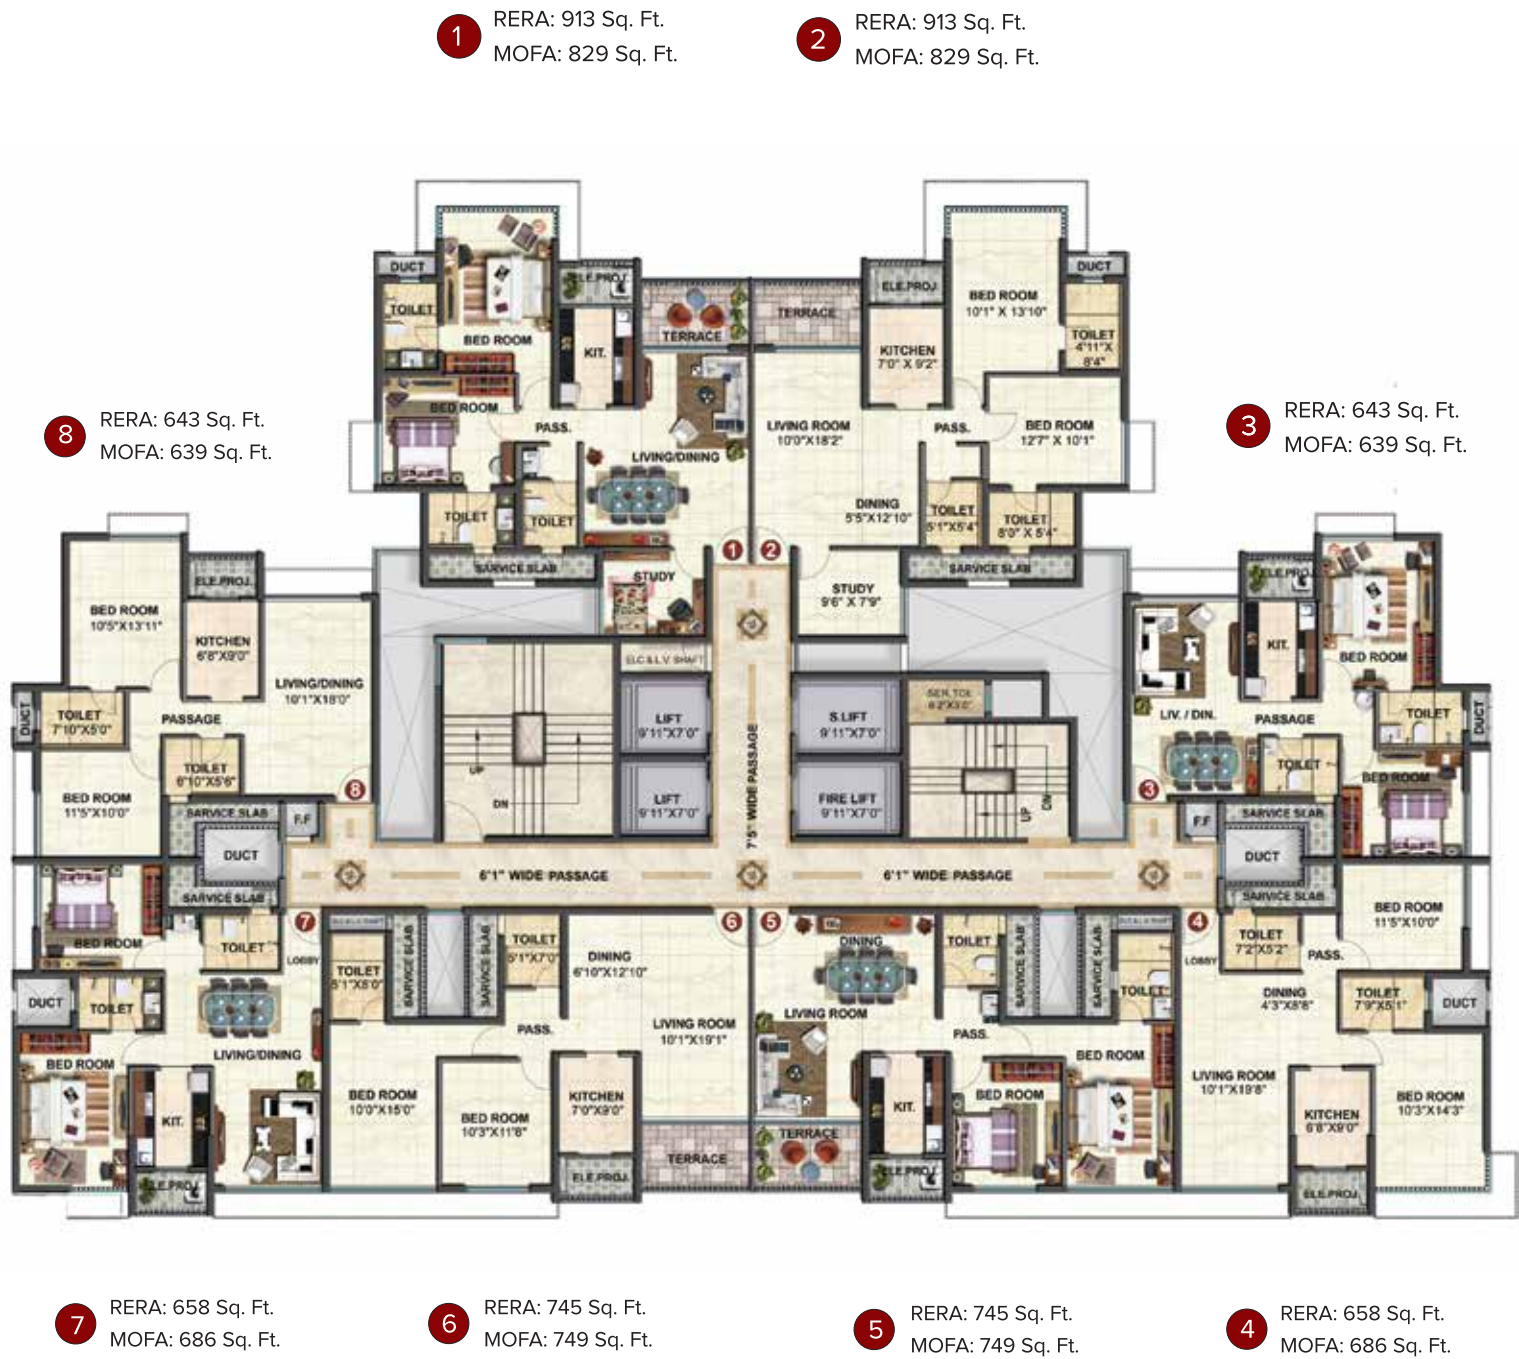 1
RERA: 913 Sq. Ft.
MOFA: 829 Sq. Ft.
2
RERA: 913 Sq. Ft.
MOFA: 829 Sq. Ft.
8
RERA: 643 Sq. Ft.
MOFA: 639 Sq. Ft.
3
RERA: 643 Sq. Ft.
MOFA: 639 Sq. Ft.
DUCT
TOILET
BED ROOM
ELE.PROJ.
KIT.
TERRACE
BED ROOM
PASS.
LIVING/DINING
TOILET
TOILET
SARVICE SLAB
STUDY
1
2
TERRACE
ELE.PROJ.
BED ROOM
10'1" X 13'10"
DUCT
TOILET
4'11"X
8'4"
KITCHEN
7'0" X 9'2"
LIVING ROOM
10'0"X18'2"
PASS.
BED ROOM
12'7" X 10'1"
DINING
5'5"X12'10"
TOILET
5'1"X5'4"
TOILET
8'0" X 5'4"
SARVICE SLAB
STUDY
9'6" X 7'9"
BED ROOM
10'5"X13'11"
ELE.PROJ.
KITCHEN
6'8"X9'0"
LIVING/DINING
10'1"X18'0"
DUCT
TOILET
7'10"X5'0"
PASSAGE
TOILET
6'10"X5'6"
BED ROOM
11'5"X10'0"
SARVICE SLAB
F.F
8
DUCT
SARVICE SLAB
UP
DN
ELC & L.V. SHAFT
LIFT
9'11"X7'0"
LIFT
9'11"X7'0"
7'5" WIDE PASSAGE
S.LIFT
9'11"X7'0"
FIRE LIFT
9'11"X7'0"
SER.TOI.
UP
DN
ELE.PROJ.
KIT.
BED ROOM
LIV. / DIN.
PASSAGE
TOILET
DUCT
TOILET
BED ROOM
3
F.F
SARVICE SLAB
DUCT
SARVICE SLAB
6'1" WIDE PASSAGE
6'1" WIDE PASSAGE
BED ROOM
TOILET
7
LOBBY
DUCT
TOILET
BED ROOM
LIVING/DINING
KIT.
ELE.PROJ.
TOILET
5'1"X8'0"
SARVICE SLAB
SARVICE SLAB
TOILET
5'1"X7'0"
DINING
6'10"X12'10"
6
PASS.
LIVING ROOM
10'1"X19'1"
BED ROOM
10'0"X15'0"
BED ROOM
10'3"X11'8"
KITCHEN
7'0"X9'0"
ELE.PROJ.
TERRACE
5
DINING
TOILET
SARVICE SLAB
SARVICE SLAB
TOILET
LIVING ROOM
PASS.
BED ROOM
BED ROOM
KIT.
TERRACE
ELE.PROJ.
4
LOBBY
TOILET
7'2"X5'2"
PASS.
BED ROOM
11'5"X10'0"
DINING
4'3"X8'8"
TOILET
7'9"X5'1"
DUCT
LIVING ROOM
10'1"X19'8"
KITCHEN
6'8"X9'0"
BED ROOM
10'3"X14'3"
ELE.PROJ.
7
RERA: 658 Sq. Ft.
MOFA: 686 Sq. Ft.
6
RERA: 745 Sq. Ft.
MOFA: 749 Sq. Ft.
5
RERA: 745 Sq. Ft.
MOFA: 749 Sq. Ft.
4
RERA: 658 Sq. Ft.
MOFA: 686 Sq. Ft.